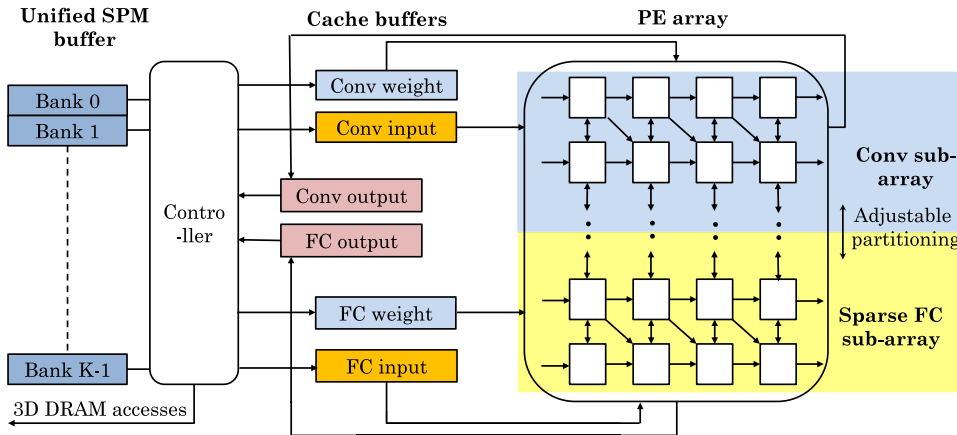 Unified SPM
buffer
Cache buffers
PE array
Bank 0
Bank 1
Bank K-1
3D DRAM accesses
Contro
-ller
Conv weight
Conv input
Conv output
FC output
FC weight
FC input
Conv sub-
array
Adjustable
partitioning
Sparse FC
sub-array